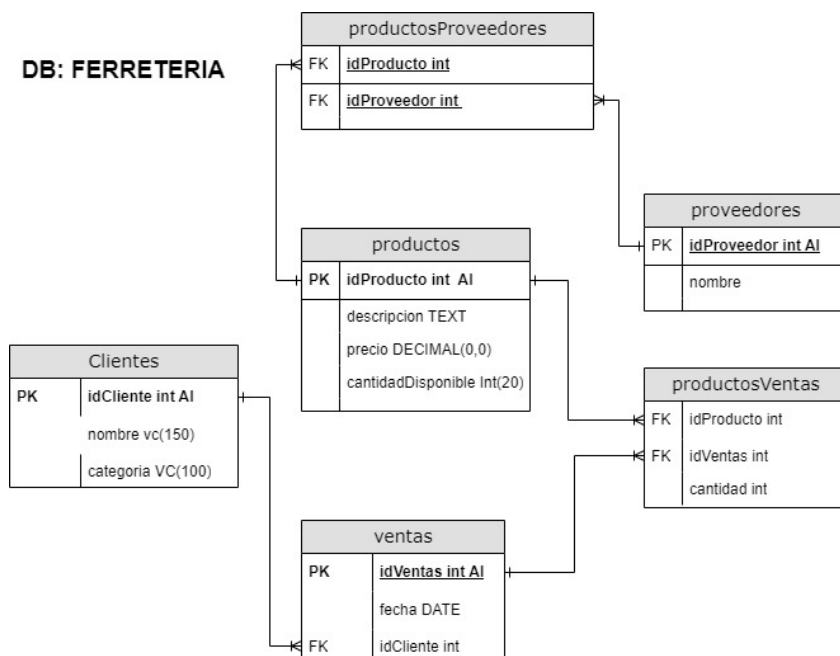 DB: FERRETERIA
productosProveedores
FK idProducto int
FK idProveedor int
proveedores
PK idProveedor int AI
nombre
productos
PK idProducto int AI
descripcion TEXT
precio DECIMAL(0,0)
cantidadDisponible Int(20)
Clientes
PK idCliente int AI
nombre vc(150)
categoria VC(100)
productosVentas
FK idProducto int
FK idVentas int
cantidad int
ventas
PK idVentas int AI
fecha DATE
FK idCliente int